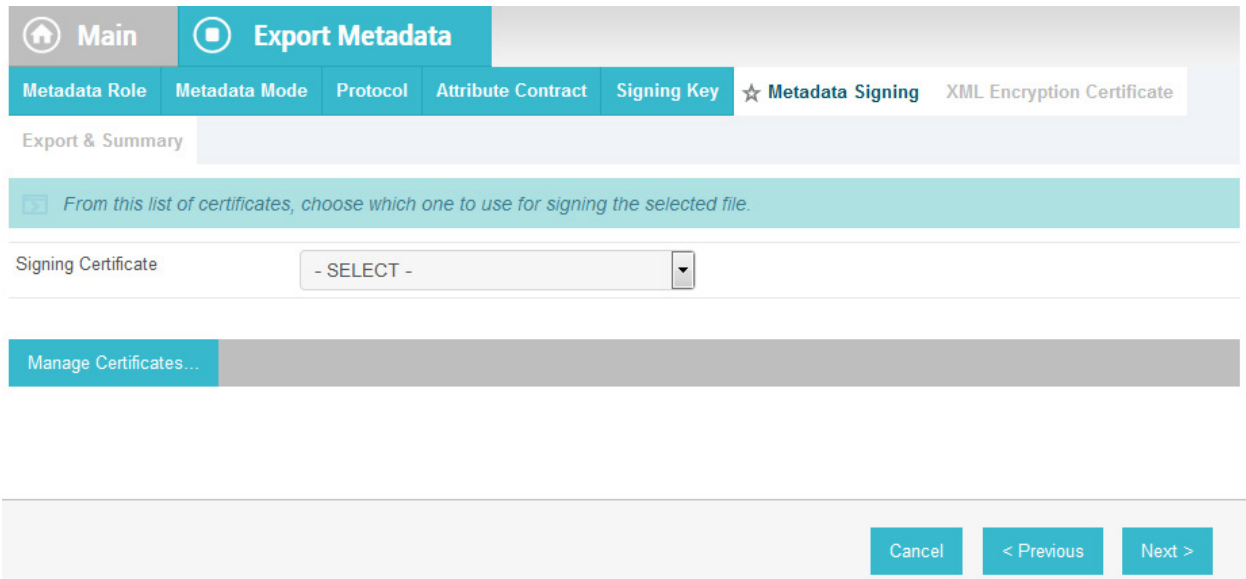 Main Export Metadata
Metadata Role Metadata Mode Protocol Attribute Contract Signing Key Metadata Signing XML Encryption Certificate
Export & Summary
From this list of certificates, choose which one to use for signing the selected file.
Signing Certificate - SELECT -
Manage Certificates...
Cancel < Previous Next >